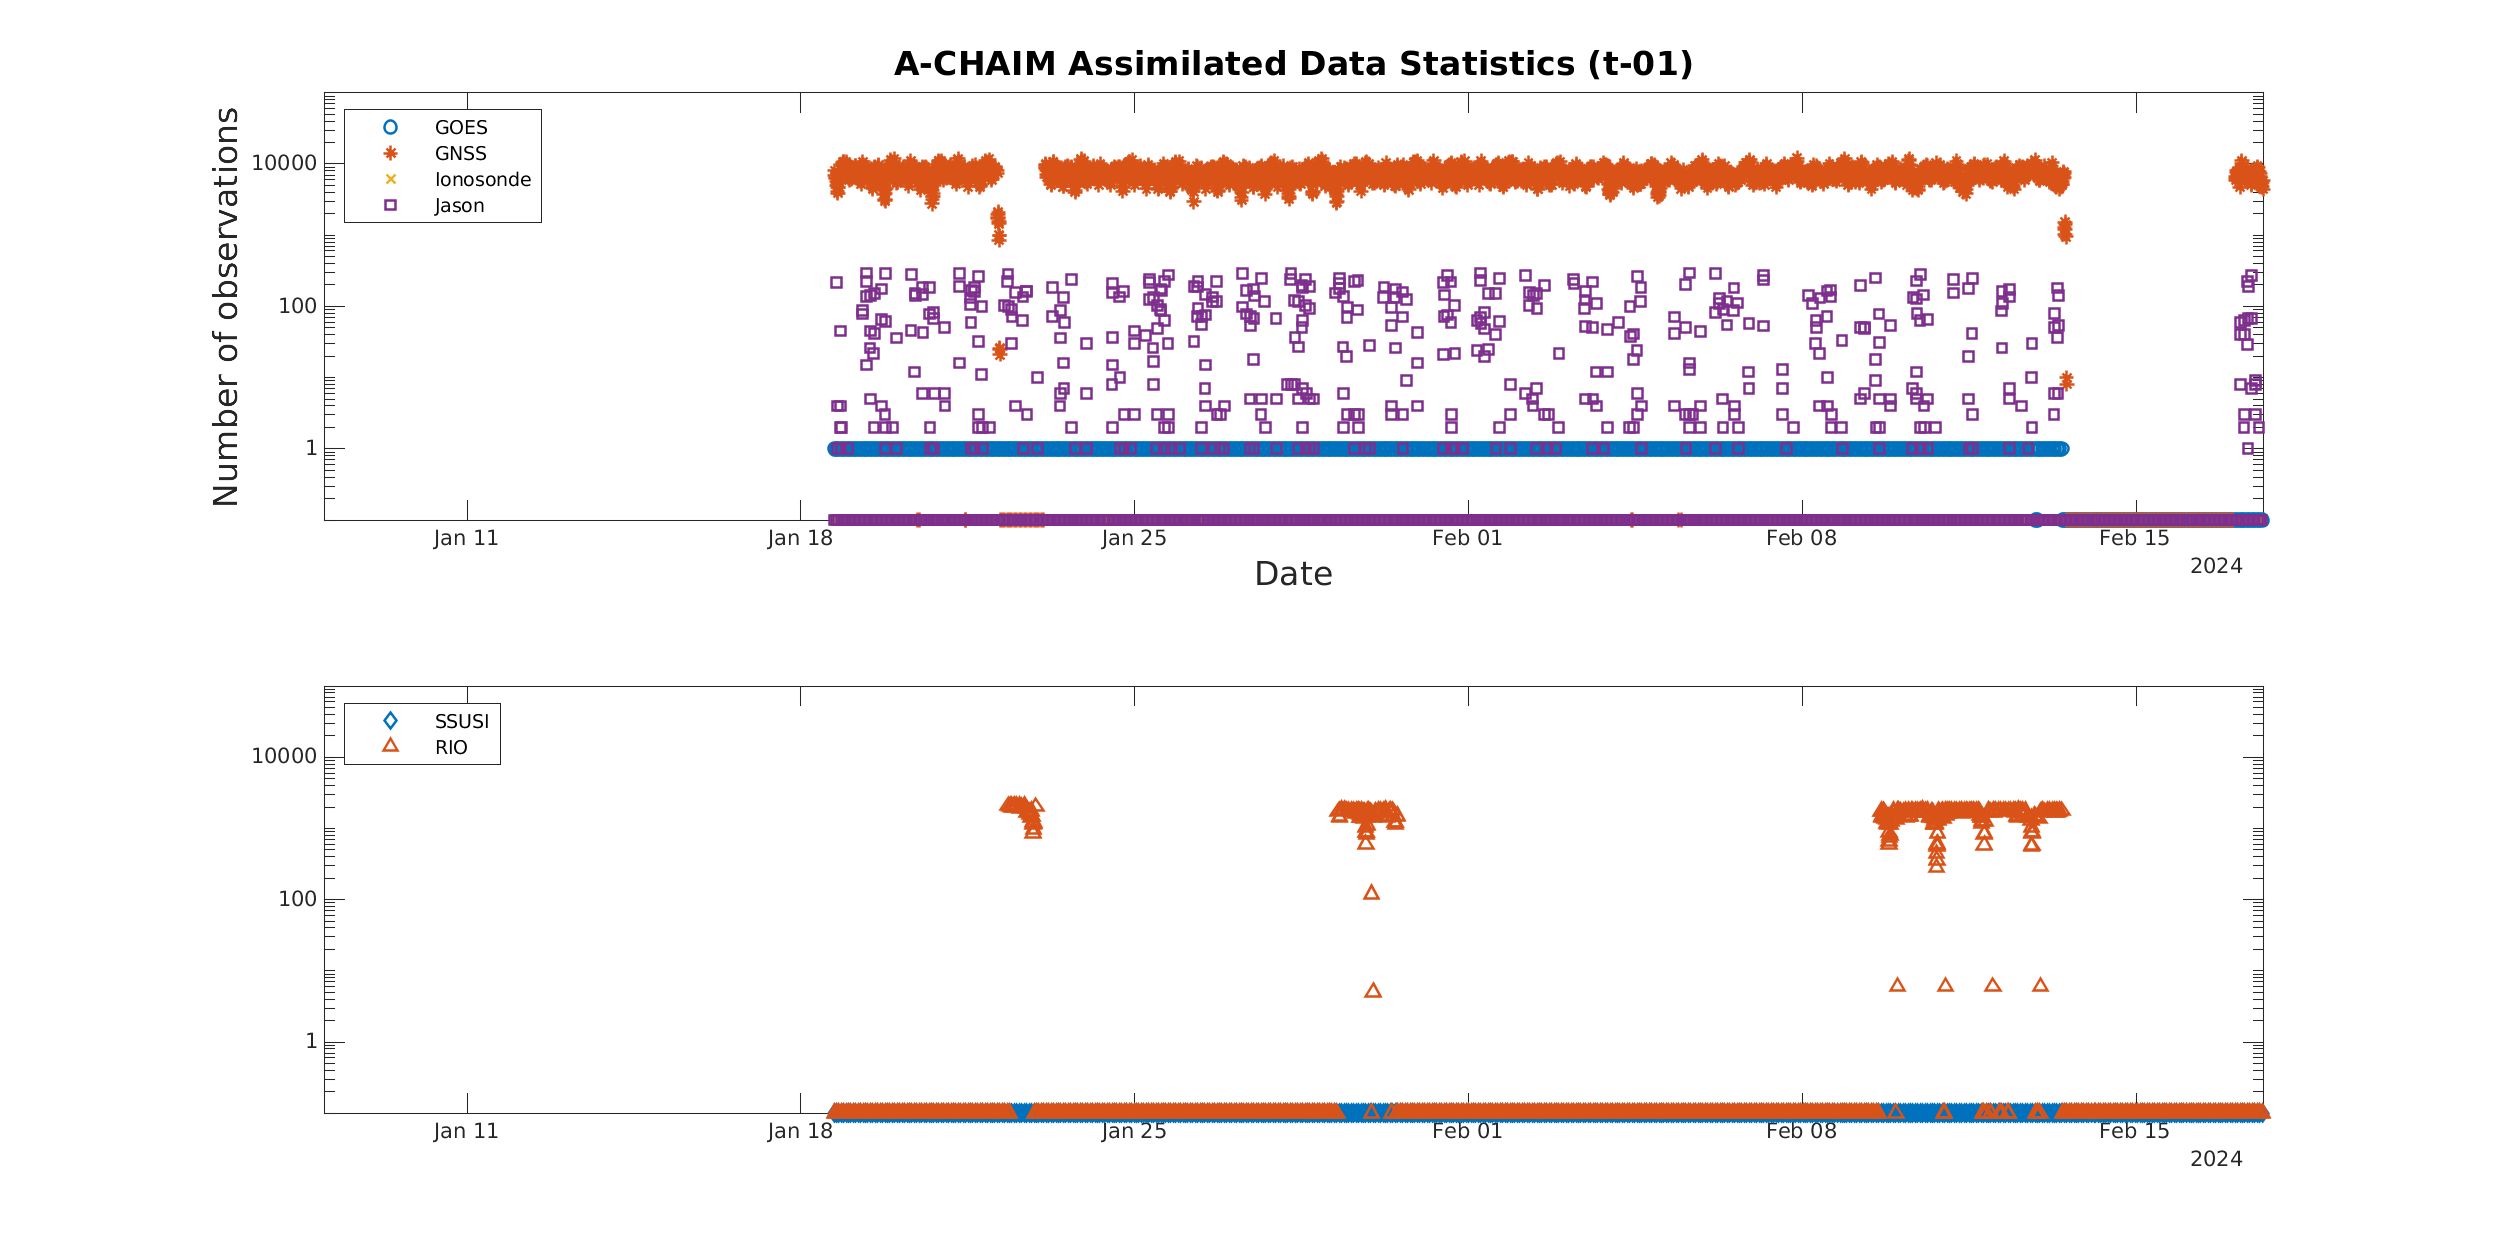 A-CHAIM Assimilated Data Statistics (t-01)
Number of observations
10000
100
1
GOES
GNSS
Ionosonde
Jason
Jan 11
Jan 18
Jan 25
Feb 01
Feb 08
Feb 15
2024
Date
10000
100
1
SSUSI
RIO
Jan 11
Jan 18
Jan 25
Feb 01
Feb 08
Feb 15
2024